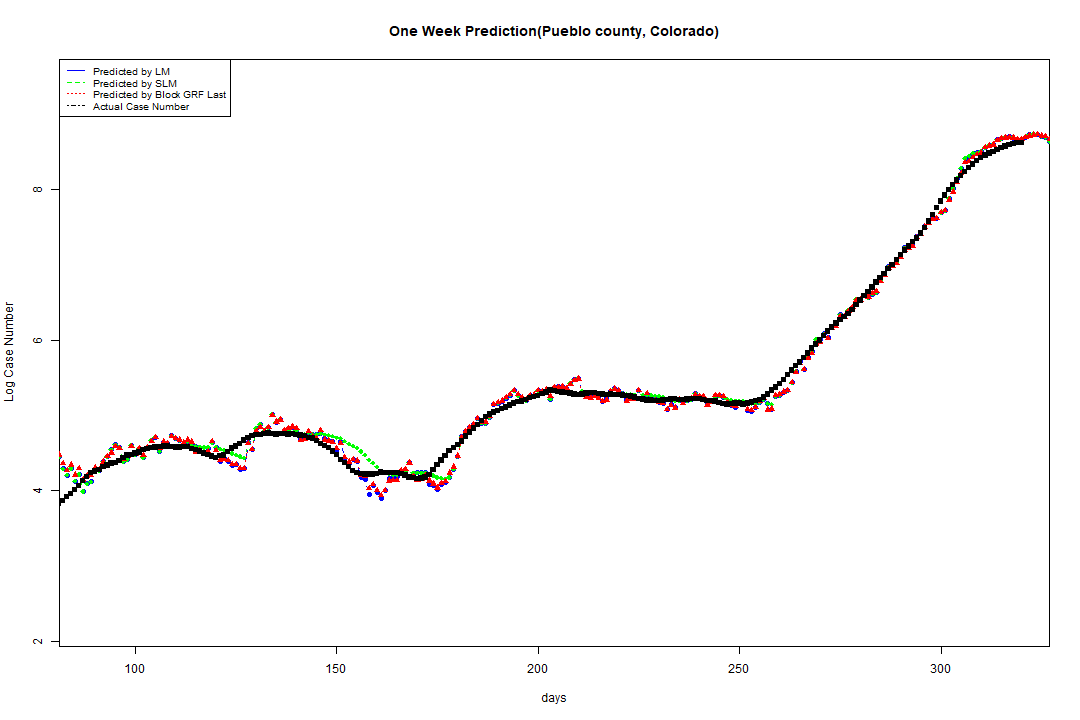 One Week Prediction(Pueblo county, Colorado)
Predicted by LM
Predicted by SLM
Predicted by Block GRF Last
Actual Case Number
Log Case Number
8
6
4
2
100 150 200 250 300
days